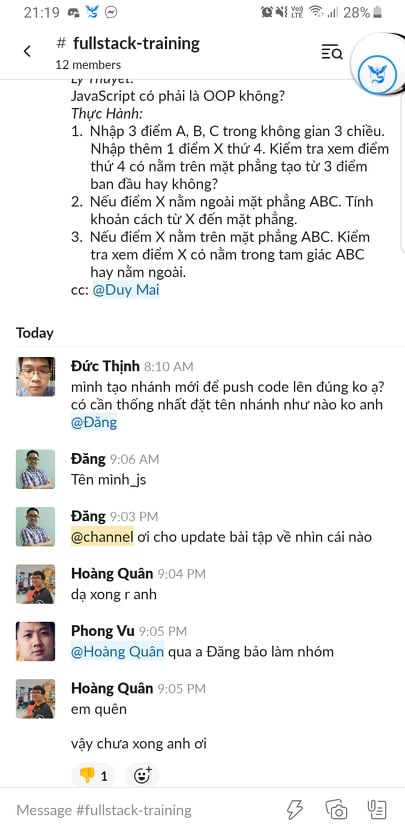 21:19
Vo))
LTE
28%
# fullstack-training
12 members
Lý Thuyết:
JavaScript có phải là OOP không?
Thực Hành:
1. Nhập 3 điểm A, B, C trong không gian 3 chiều.
Nhập thêm 1 điểm X thứ 4. Kiểm tra xem điểm
thứ 4 có nằm trên mặt phẳng tạo từ 3 điểm
ban đầu hay không?
2. Nếu điểm X nằm ngoài mặt phẳng ABC. Tính
khoản cách từ X đến mặt phẳng.
3. Nếu điểm X nằm trên mặt phẳng ABC. Kiểm
tra xem điểm X có nằm trong tam giác ABC
hay nằm ngoài.
cc: @Duy Mai
Today
Đức Thịnh 8:10 AM
mình tạo nhánh mới để push code lên đúng ko ạ?
có cần thống nhất đặt tên nhánh như nào ko anh
@Đăng
Đăng 9:06 AM
Tên mình_js
Đăng 9:03 PM
@channel ơi cho update bài tập về nhìn cái nào
Hoàng Quân 9:04 PM
dạ xong r anh
Phong Vu 9:05 PM
@Hoàng Quân qua a Đăng bảo làm nhóm
Hoàng Quân 9:05 PM
em quên
vậy chưa xong anh ơi
1
Message #fullstack-training